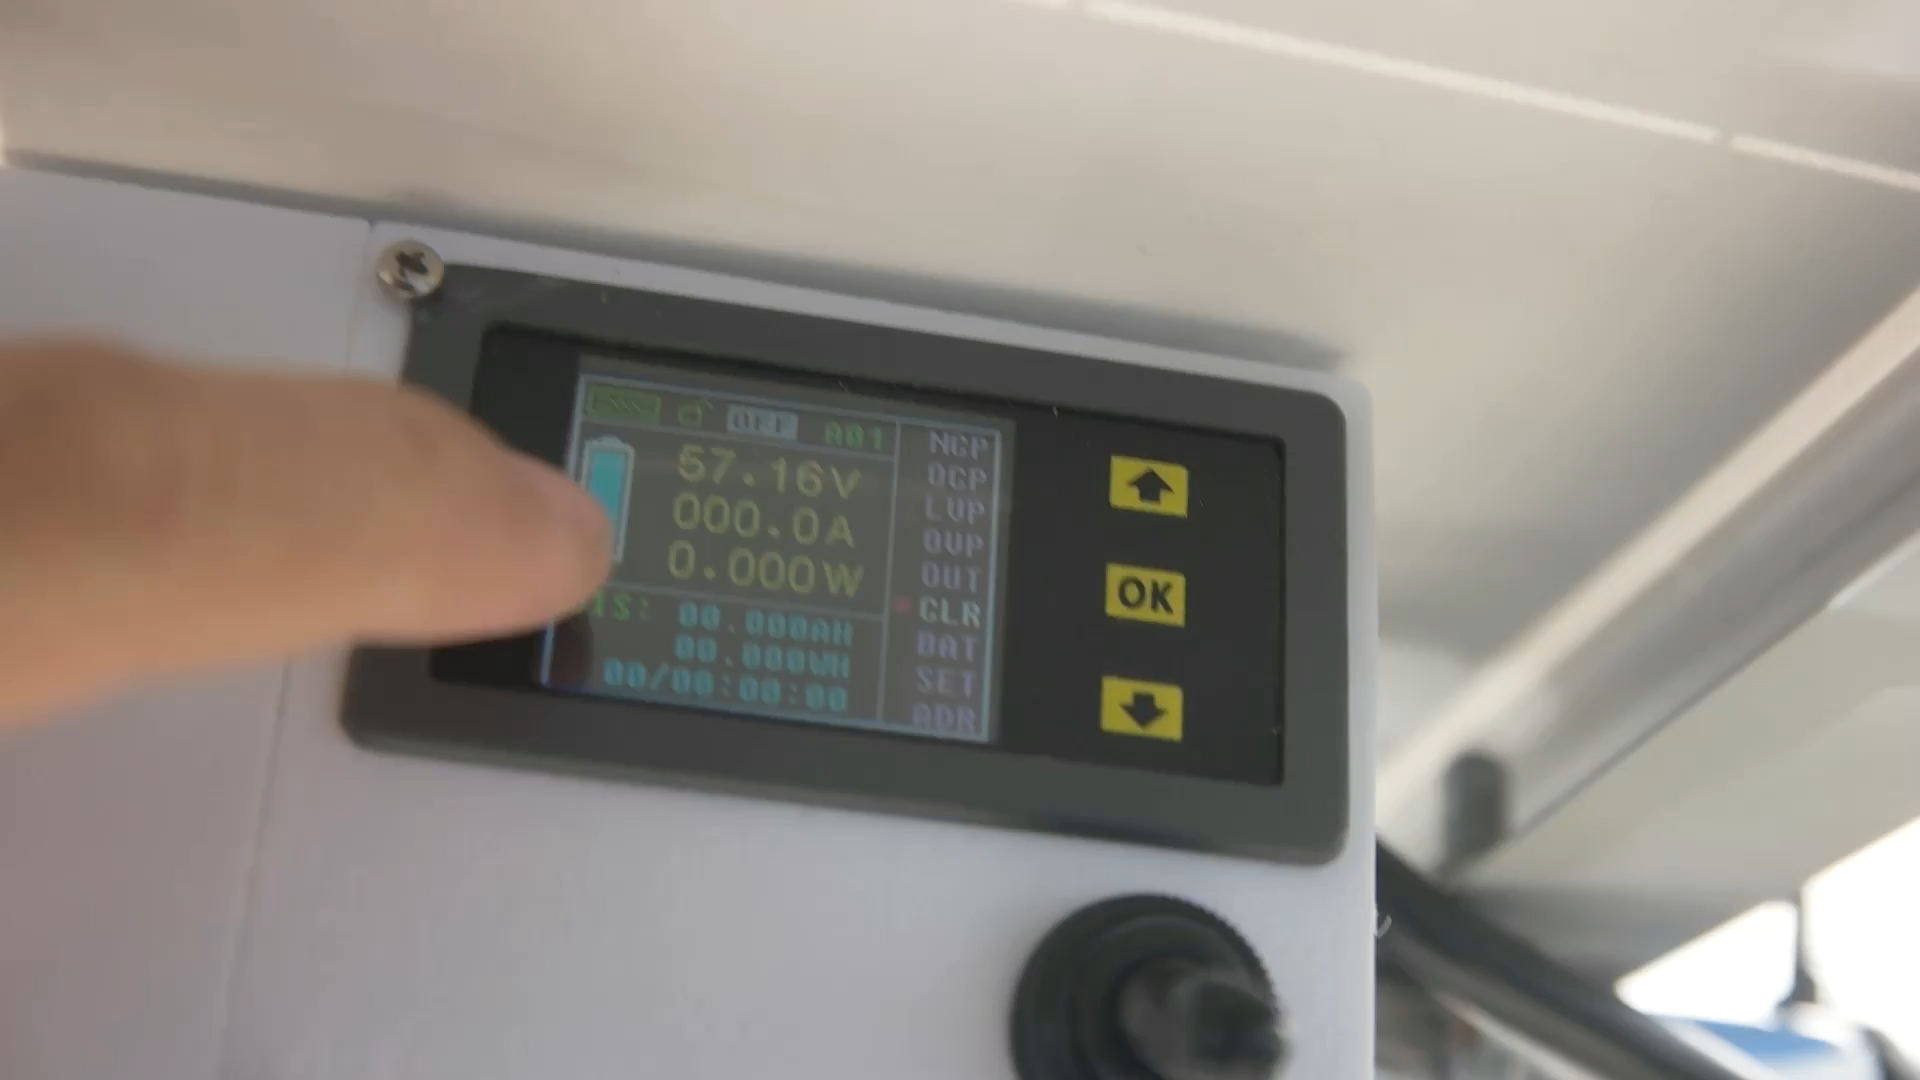 OFF A01
57.16V
000.0A
0.000W
00.000AH
00.000WH
00/00:00:00
NCP
OCP
LVP
OVP
OUT
CLR
BAT
SET
ADR
OK